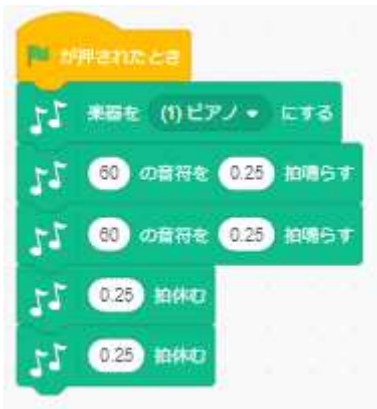 が押されたとき
楽器を (1) ピアノ にする
60 の音符を 0.25 拍鳴らす
60 の音符を 0.25 拍鳴らす
0.25 拍休む
0.25 拍休む